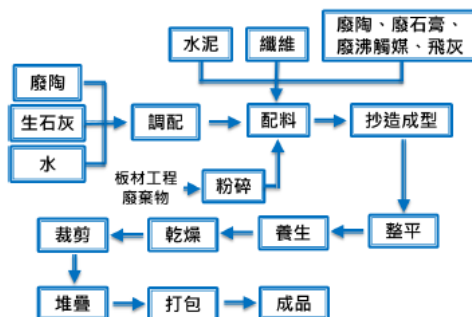 廢陶、廢石膏、
廢沸觸媒、飛灰
水泥
纖維
廢陶
生石灰
水
調配
配料
抄造成型
板材工程
廢棄物
粉碎
裁剪
乾燥
養生
整平
堆疊
打包
成品